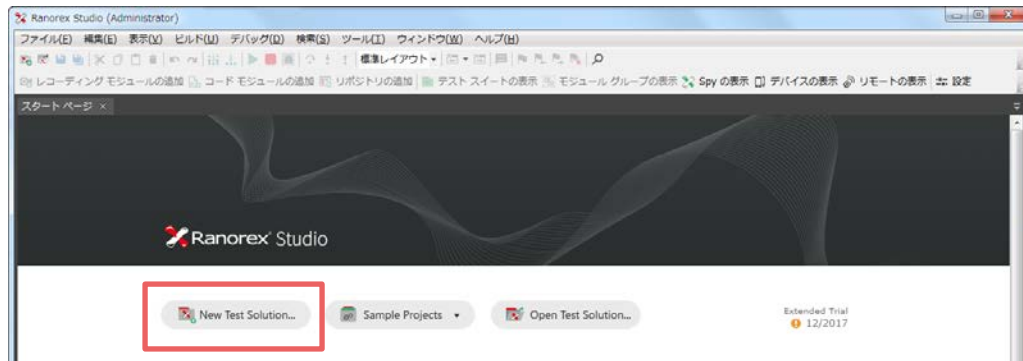 Ranorex Studio (Administrator)
ファイル(F) 編集(E) 表示(V) ビルド(U) デバッグ(D) 検索(S) ツール(T) ウィンドウ(W) ヘルプ(H)
標準レイアウト
レコーディング モジュールの追加 コード モジュールの追加 リポジトリの追加 テスト スイートの表示 モジュール グループの表示 Spy の表示 デバイスの表示 リモートの表示 設定
スタート ページ ×
Ranorex Studio
New Test Solution... Sample Projects Open Test Solution... Extended Trial
12/2017